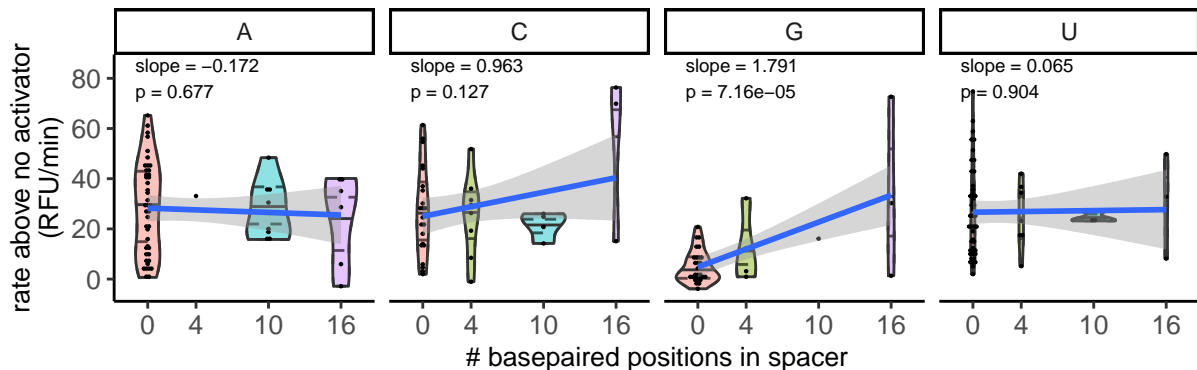 A C G U
slope = −0.172 slope = 0.963 slope = 1.791 slope = 0.065
p = 0.677 p = 0.127 p = 7.16e−05 p = 0.904
rate above no activator
(RFU/min)
80
60
40
20
0
0 4 10 16 0 4 10 16 0 4 10 16 0 4 10 16
# basepaired positions in spacer